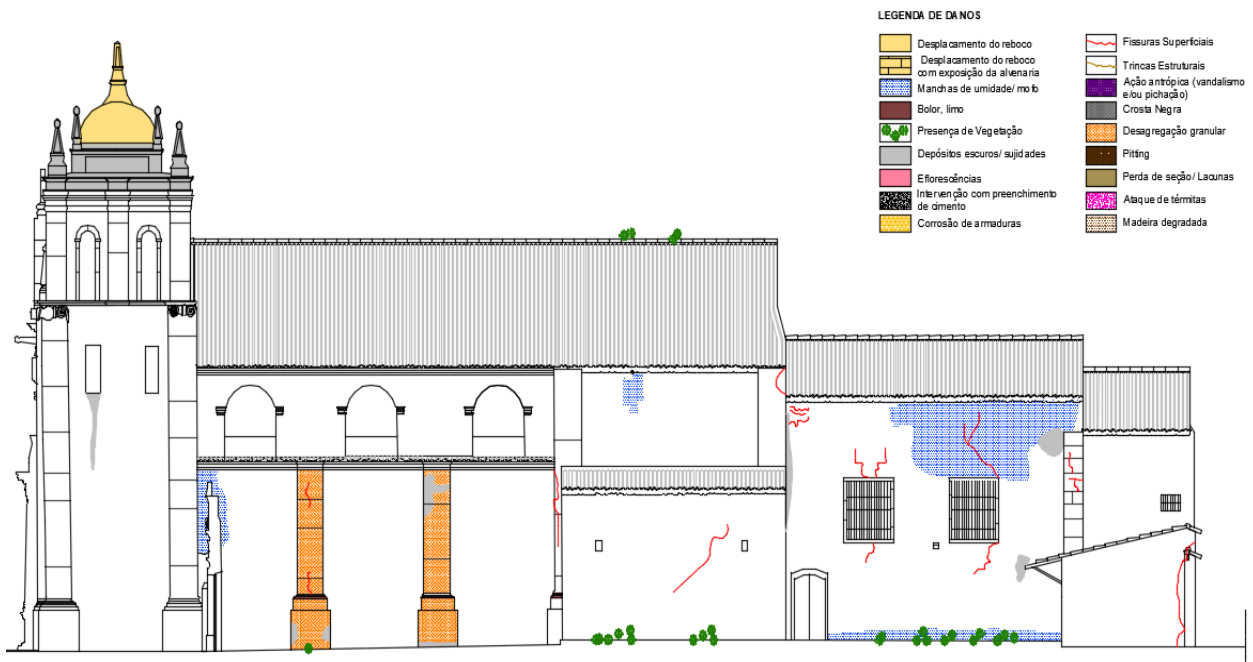 LEGENDA DE DANOS
Desplacamento do reboco
Desplacamento do reboco
com exposição da alvenaria
Manchas de umidade/ mofo
Bolor, limo
Presença de Vegetação
Depósitos escuros/ sujidades
Eflorescências
Intervenção com preenchimento
de cimento
Corrosão de armaduras
Fissuras Superficiais
Trincas Estruturais
Ação antrópica (vandalismo
e/ou pichação)
Crosta Negra
Desagregação granular
Pitting
Perda de seção/ Lacunas
Ataque de térmitas
Madeira degradada